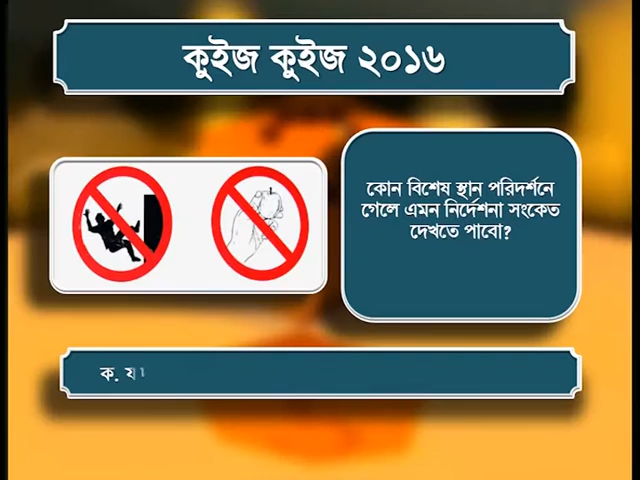 কুইজ কুইজ ২০১৬
কোন বিশেষ স্থান পরিদর্শনে
গেলে এমন নির্দেশনা সংকেত
দেখতে পাবো?
ক.